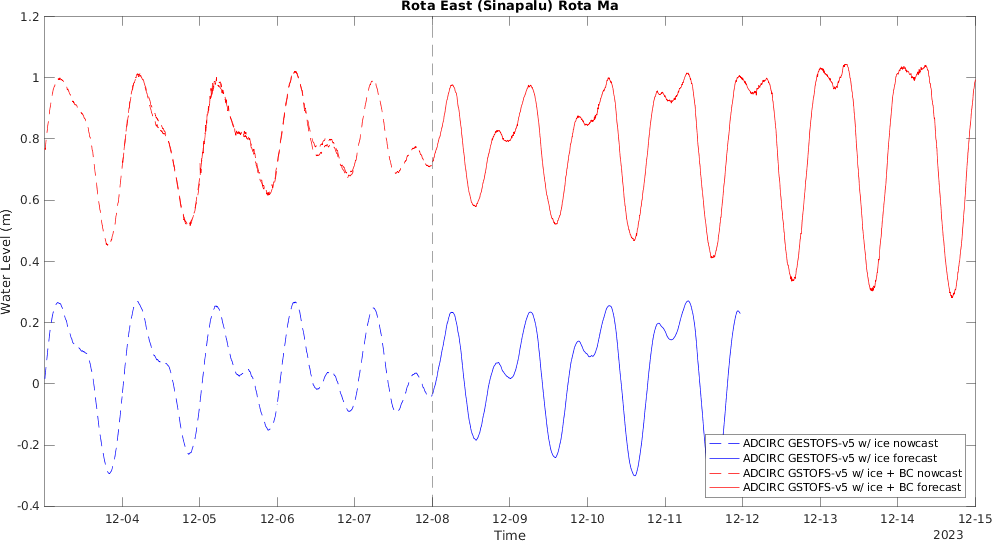 Rota East (Sinapalu) Rota Ma
1.2
1
0.8
0.6
0.4
0.2
0
-0.2
-0.4
Water Level (m)
ADCIRC GESTOFS-v5 w/ ice nowcast
ADCIRC GESTOFS-v5 w/ ice forecast
ADCIRC GSTOFS-v5 w/ ice + BC nowcast
ADCIRC GSTOFS-v5 w/ ice + BC forecast
12-04 12-05 12-06 12-07 12-08 12-09 12-10 12-11 12-12 12-13 12-14 12-15
Time
2023